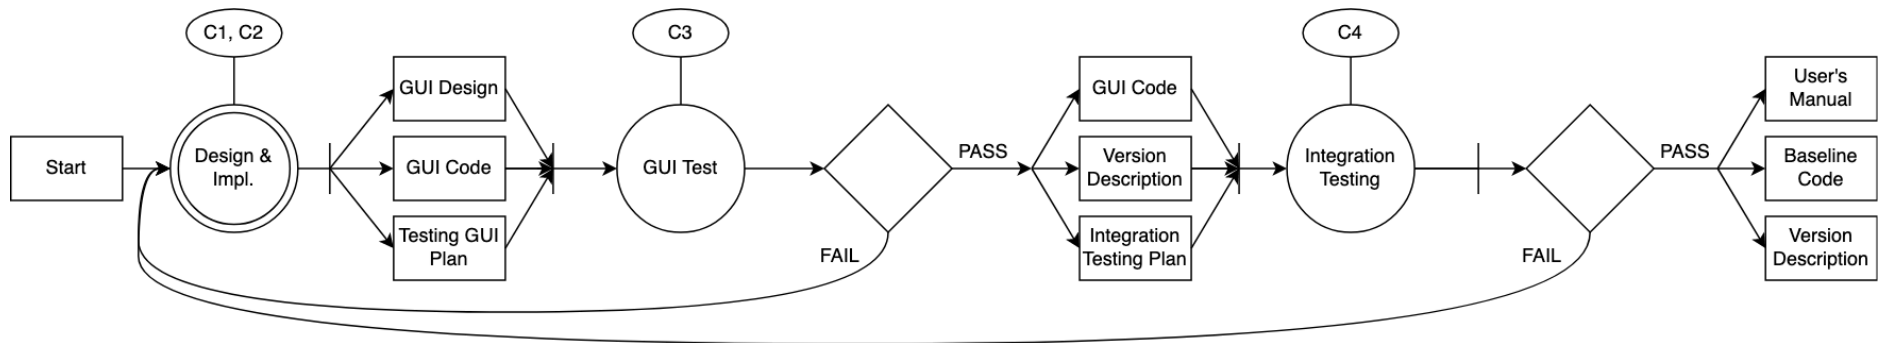 C1, C2
C3
C4
Start
Design &
Impl.
GUI Design
GUI Code
Testing GUI
Plan
GUI Test
PASS
FAIL
GUI Code
Version
Description
Integration
Testing Plan
Integration
Testing
PASS
FAIL
User's
Manual
Baseline
Code
Version
Description